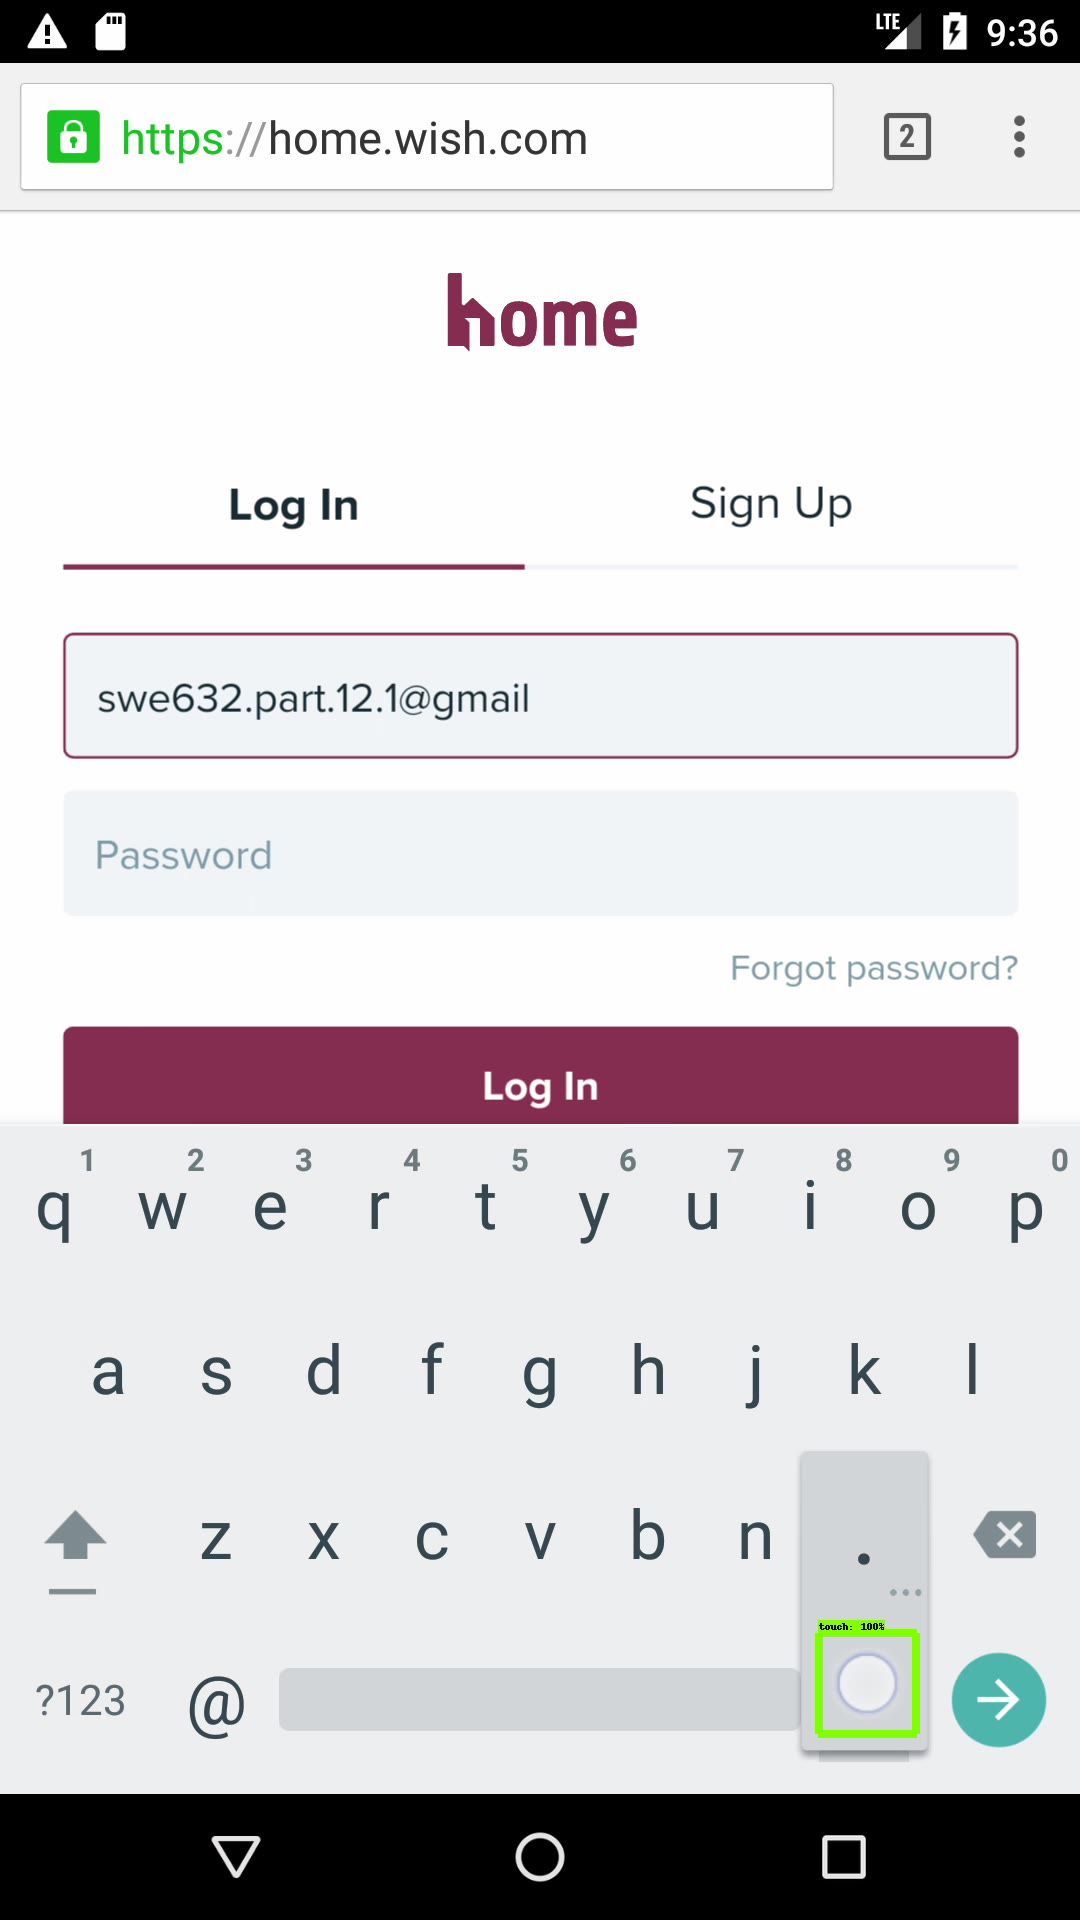 LTE 9:36
https://home.wish.com 2
home
Log In Sign Up
swe632.part.12.1@gmail
Password
Forgot password?
Log In
1 2 3 4 5 6 7 8 9 0
q w e r t y u i o p
a s d f g h j k l
z x c v b n .
touch: 100%
?123 @